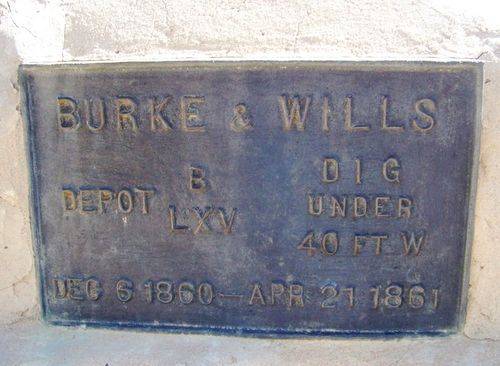 BURKE & WILLS
DEPOT B LXV
DIG UNDER 40 FT W
DEC 6 1860 — APR 21 1861